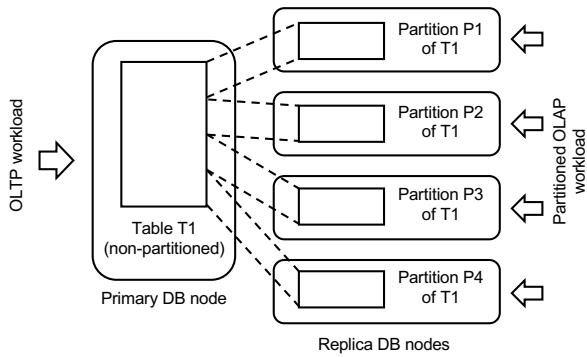 OLTP workload
Table T1
(non-partitioned)
Primary DB node
Partition P1
of T1
Partition P2
of T1
Partition P3
of T1
Partition P4
of T1
Replica DB nodes
Partitioned OLAP
workload